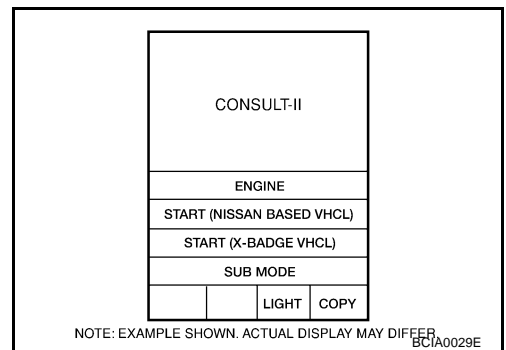 CONSULT-II
ENGINE
START (NISSAN BASED VHCL)
START (X-BADGE VHCL)
SUB MODE
LIGHT COPY
NOTE: EXAMPLE SHOWN. ACTUAL DISPLAY MAY DIFFER.
BCIA0029E